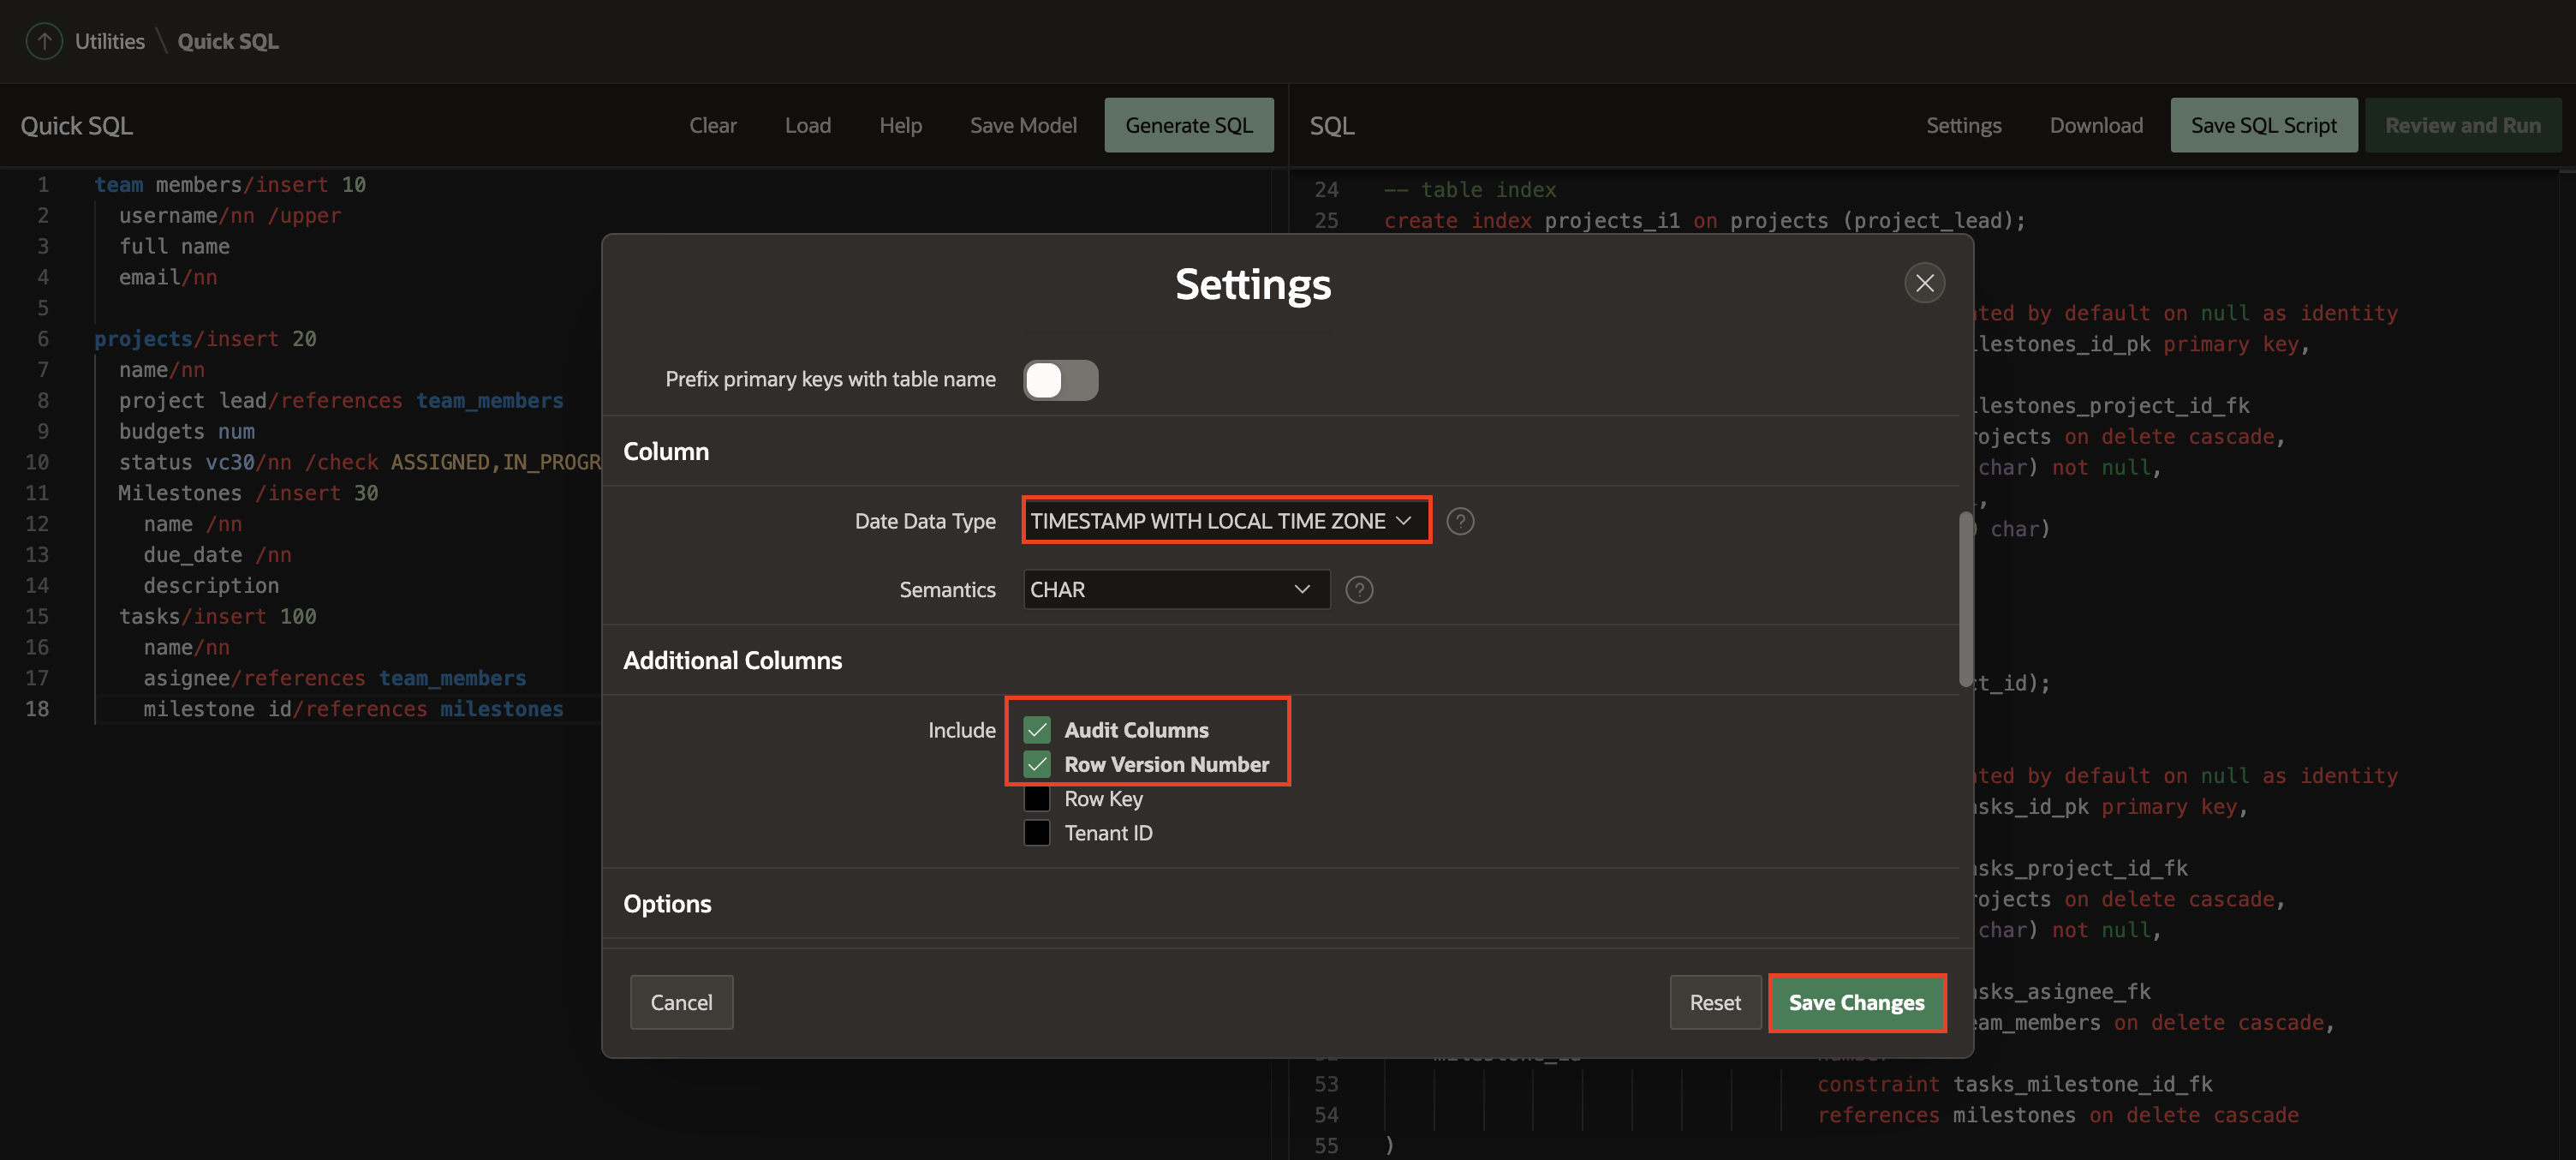 Utilities \ Quick SQL
Quick SQL
Clear
Load
Help
Save Model
Generate SQL
SQL
Settings
Download
Save SQL Script
Review and Run
1 team members/insert 10
2 username/nn /upper
3 full name
4 email/nn
5
6 projects/insert 20
7 name/nn
8 project lead/references team_members
9 budgets num
10 status vc30/nn /check ASSIGNED,IN_PROGR
11 Milestones /insert 30
12 name /nn
13 due_date /nn
14 description
15 tasks/insert 100
16 name/nn
17 asignee/references team_members
18 milestone id/references milestones
24 -- table index
25 create index projects_i1 on projects (project_lead);
ted by default on null as identity
lestones_id_pk primary key,
lestones_project_id_fk
ojects on delete cascade,
char) not null,
,
char)
t_id);
ted by default on null as identity
sks_id_pk primary key,
sks_project_id_fk
ojects on delete cascade,
char) not null,
sks_asignee_fk
am_members on delete cascade,
53 constraint tasks_milestone_id_fk
54 references milestones on delete cascade
55 )
Settings
Prefix primary keys with table name
Column
Date Data Type
TIMESTAMP WITH LOCAL TIME ZONE
?
Semantics
CHAR
?
Additional Columns
Include
Audit Columns
Row Version Number
Row Key
Tenant ID
Options
Cancel
Reset
Save Changes